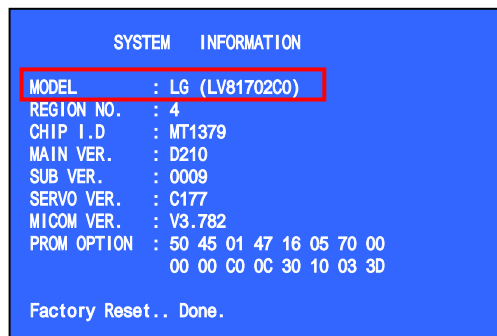 SYSTEM INFORMATION
MODEL : LG (LV81702C0)
REGION NO. : 4
CHIP I.D : MT1379
MAIN VER. : D210
SUB VER. : 0009
SERVO VER. : C177
MICOM VER. : V3.782
PROM OPTION : 50 45 01 47 16 05 70 00
00 00 C0 0C 30 10 03 3D
Factory Reset.. Done.